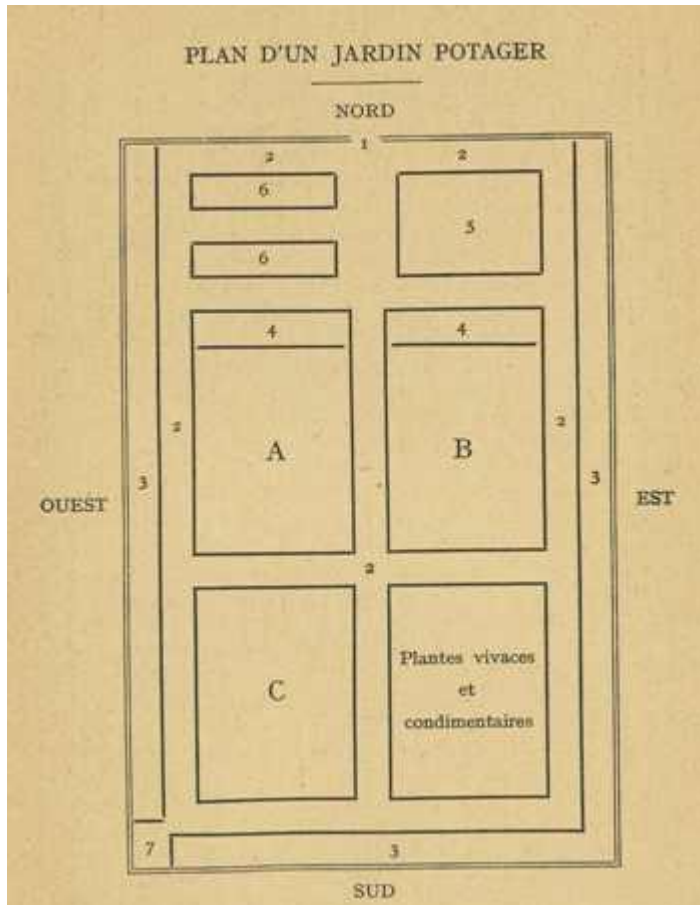 PLAN D'UN JARDIN POTAGER
NORD
1
2 2
6 5
6
4 4
2 A B 2
3 3
OUEST EST
2
C
Plantes vivaces
et
condimentaires
7 3
SUD